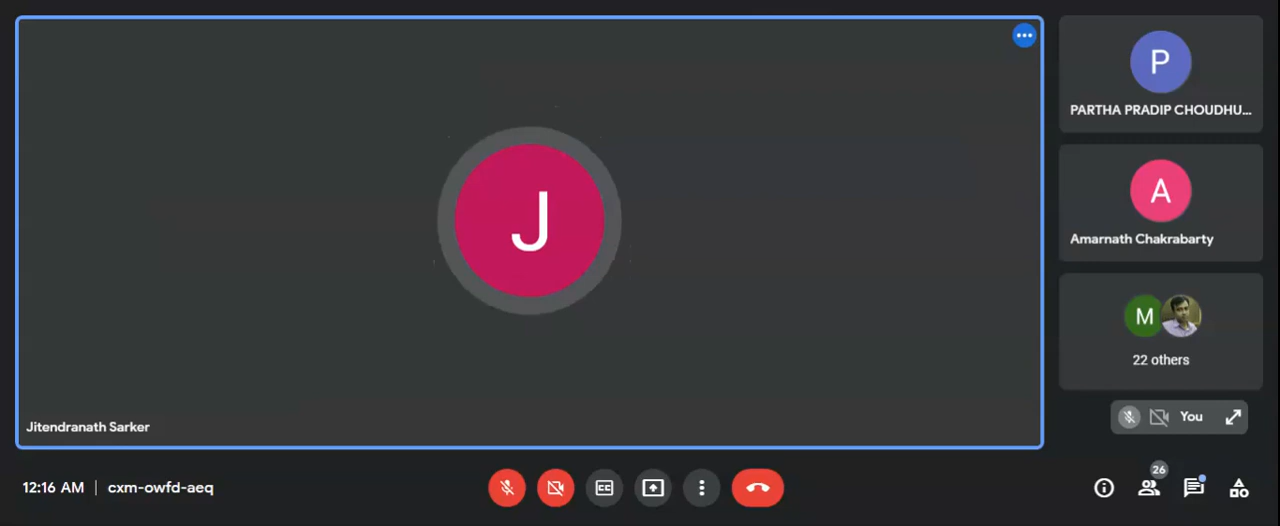 J
Jitendranath Sarker
P
PARTHA PRADIP CHOUDHU...
A
Amarnath Chakrabarty
M
22 others
You
12:16 AM | cxm-owfd-aeq
CC
26